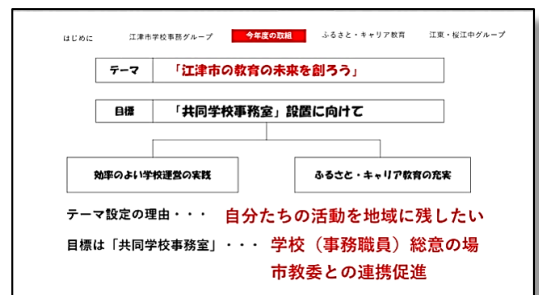 はじめに 江津市学校事務グループ 今年度の取組 ふるさと・キャリア教育 江東・桜江中グループ
テーマ 「江津市の教育の未来を創ろう」
目標 「共同学校事務室」設置に向けて
効率のよい学校運営の実践 ふるさと・キャリア教育の充実
テーマ設定の理由・・・ 自分たちの活動を地域に残したい
目標は「共同学校事務室」・・・ 学校（事務職員）総意の場
市教委との連携促進